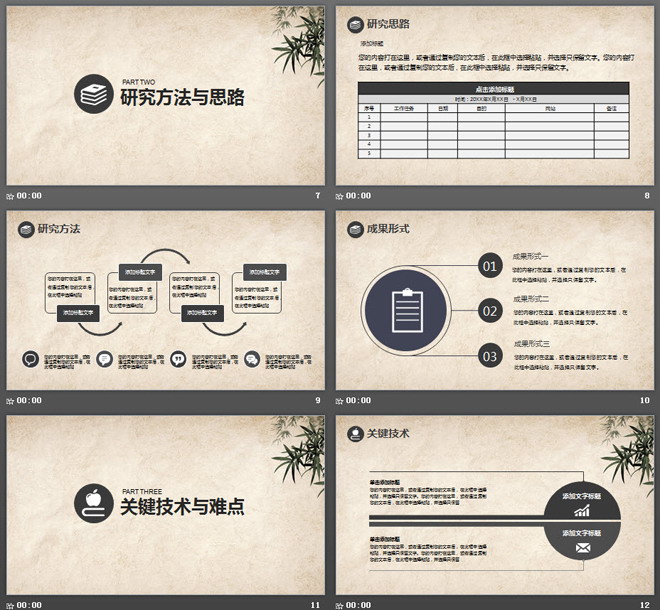 PART TWO
研究方法与思路
00:00
7
研究思路
添加标题
您的内容打在这里，或者通过复制您的文本后，在此框中选择粘贴，并选择只保留文字。您的内容打
在这里，或者通过复制您的文本后，在此框中选择粘贴，并选择只保留文字。
点击添加标题
时间：20XX年X月XX日 - X月XX日
序号 工作任务 日期 目的 网站 备注
1
2
3
4
5
00:00
8
研究方法
您的内容打在这里，或
者通过复制您的文本后，
在此框中选择粘贴
添加标题文字
添加标题文字
您的内容打在这里，或
者通过复制您的文本后，
在此框中选择粘贴
您的内容打在这里，或
者通过复制您的文本后，
在此框中选择粘贴
添加标题文字
添加标题文字
您的内容打在这里，或
者通过复制您的文本后，
在此框中选择粘贴
您的内容打在这里，或者
通过复制您的文本后，在
此框中选择粘贴
您的内容打在这里，或者
通过复制您的文本后，在
此框中选择粘贴
您的内容打在这里，或者
通过复制您的文本后，在
此框中选择粘贴
您的内容打在这里，或者
通过复制您的文本后，在
此框中选择粘贴
00:00
9
成果形式
01
成果形式一
您的内容打在这里，或者通过复制您的文本后，在
此框中选择粘贴，并选择只保留文字。
02
成果形式二
您的内容打在这里，或者通过复制您的文本后，在
此框中选择粘贴，并选择只保留文字。
03
成果形式三
您的内容打在这里，或者通过复制您的文本后，在
此框中选择粘贴，并选择只保留文字。
00:00
10
PART THREE
关键技术与难点
00:00
11
关键技术
单击添加标题
您的内容打在这里，或者通过复制您的文本后，在此框中选择
粘贴，并选择只保留文字。您的内容打在这里，或者通过复制
您的文本后，在此框中选择粘贴，并选择只保留
添加文字标题
添加文字标题
单击添加标题
您的内容打在这里，或者通过复制您的文本后，在此框中选择
粘贴，并选择只保留文字。您的内容打在这里，或者通过复制
您的文本后，在此框中选择粘贴，并选择只保留
00:00
12